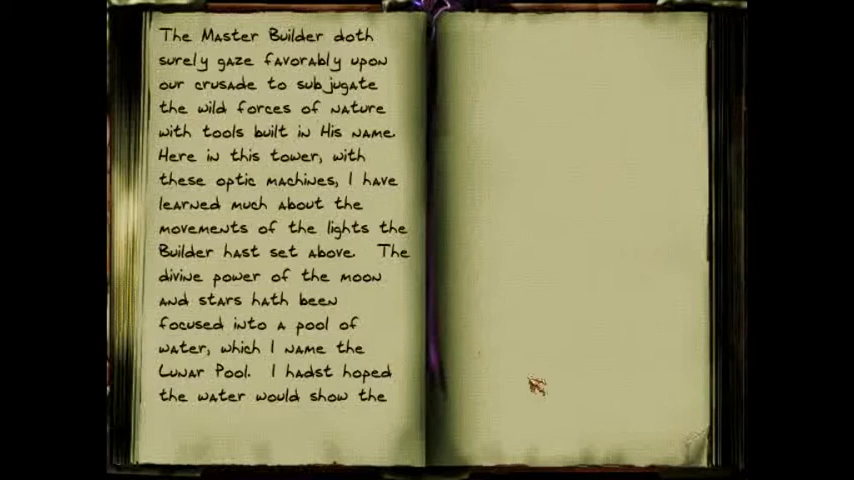 The Master Builder doth
surely gaze favorably upon
our crusade to subjugate
the wild forces of nature
with tools built in His name.
Here in this tower, with
these optic machines, I have
learned much about the
movements of the lights the
Builder hast set above.  The
divine power of the moon
and stars hath been
focused into a pool of
water, which I name the
Lunar Pool.  I hadst hoped
the water would show the